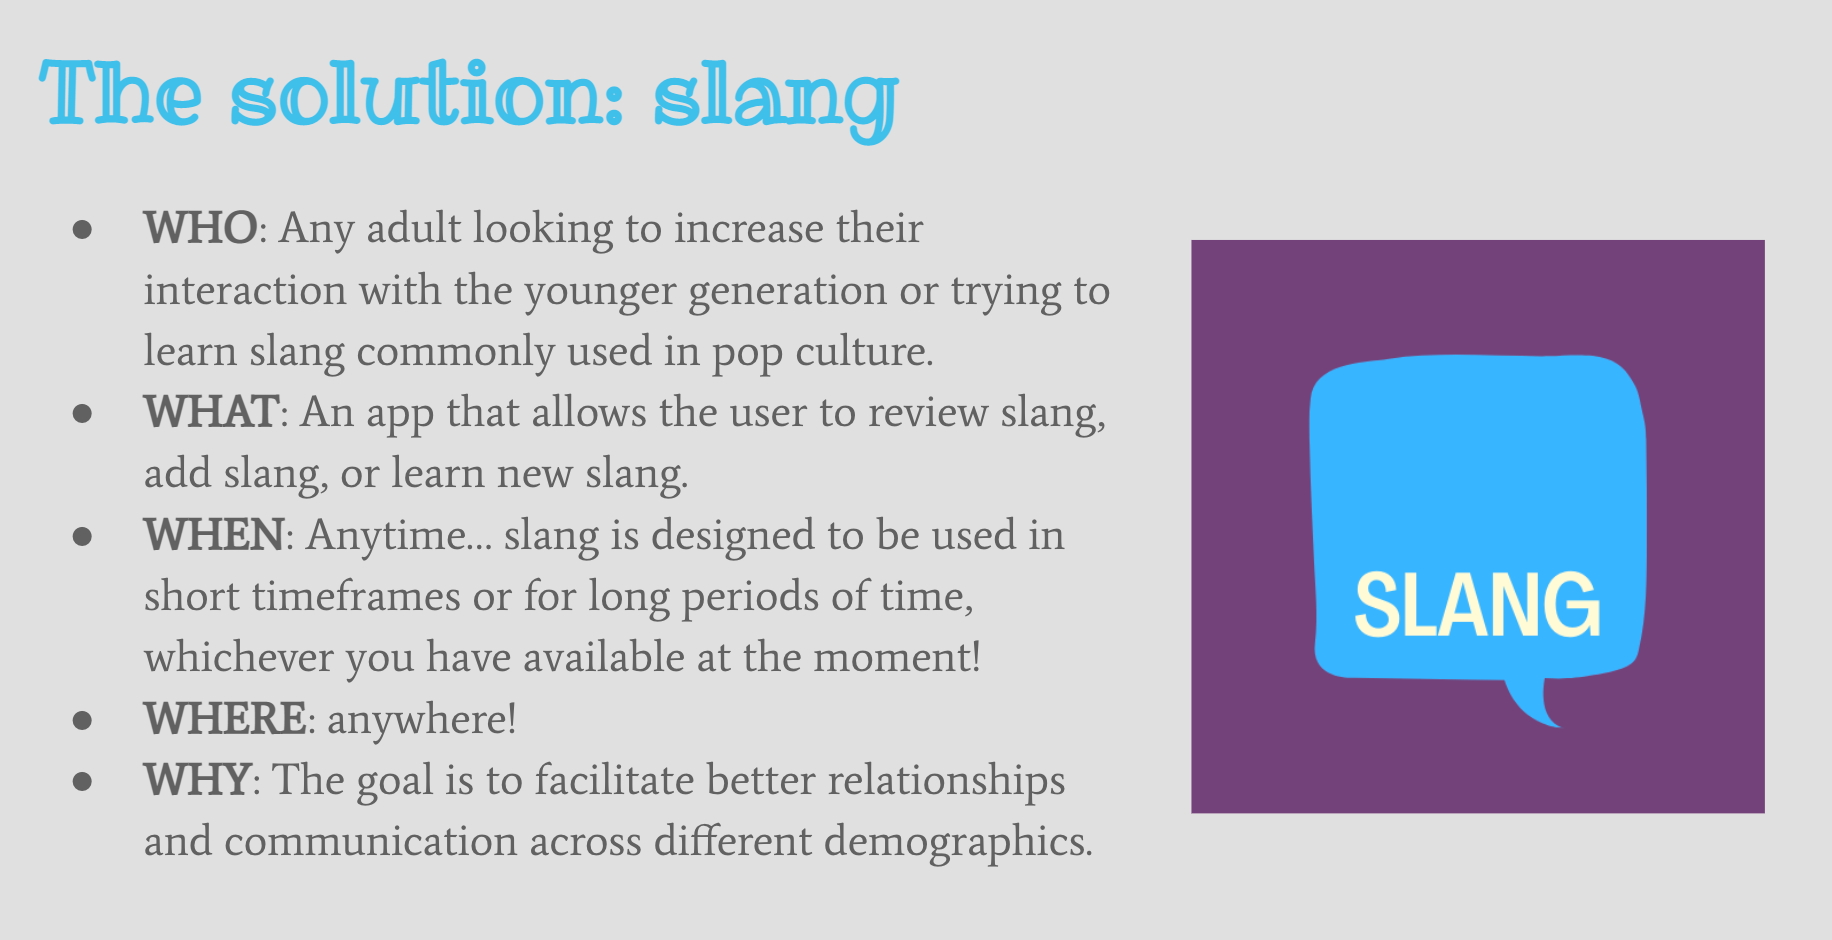 The solution: slang
● WHO: Any adult looking to increase their
interaction with the younger generation or trying to
learn slang commonly used in pop culture.
● WHAT: An app that allows the user to review slang,
add slang, or learn new slang.
● WHEN: Anytime... slang is designed to be used in
short timeframes or for long periods of time,
whichever you have available at the moment!
● WHERE: anywhere!
● WHY: The goal is to facilitate better relationships
and communication across different demographics.
SLANG